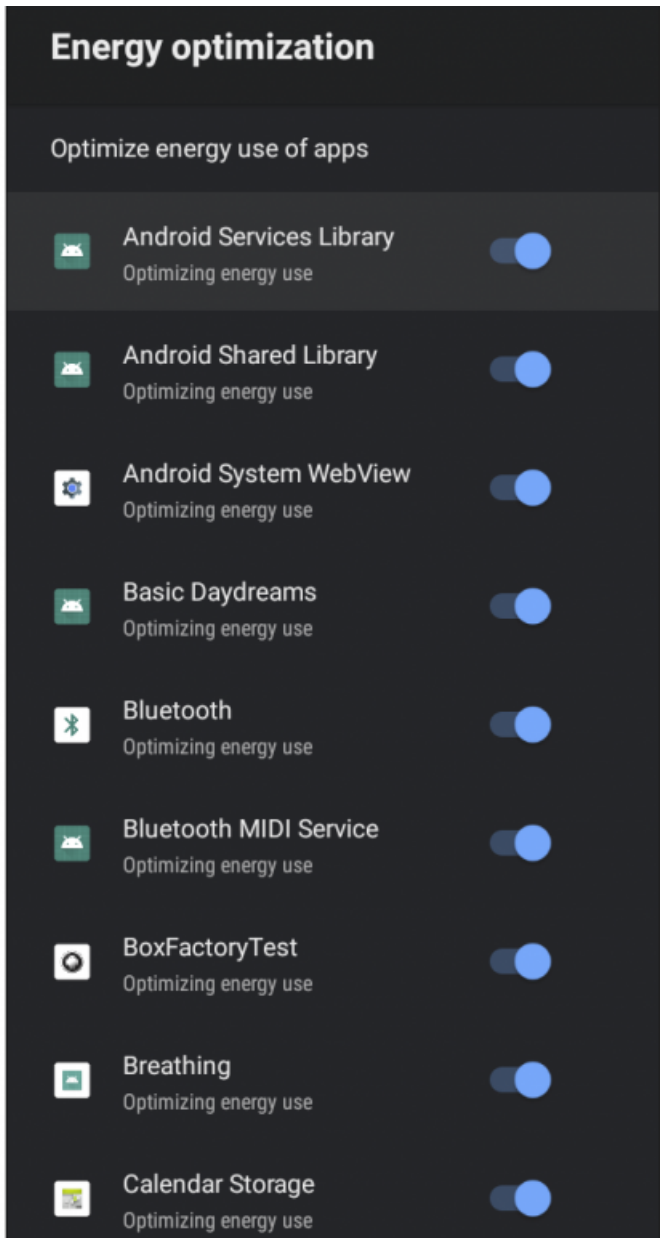 Energy optimization
Optimize energy use of apps
Android Services Library
Optimizing energy use
Android Shared Library
Optimizing energy use
Android System WebView
Optimizing energy use
Basic Daydreams
Optimizing energy use
Bluetooth
Optimizing energy use
Bluetooth MIDI Service
Optimizing energy use
BoxFactoryTest
Optimizing energy use
Breathing
Optimizing energy use
Calendar Storage
Optimizing energy use